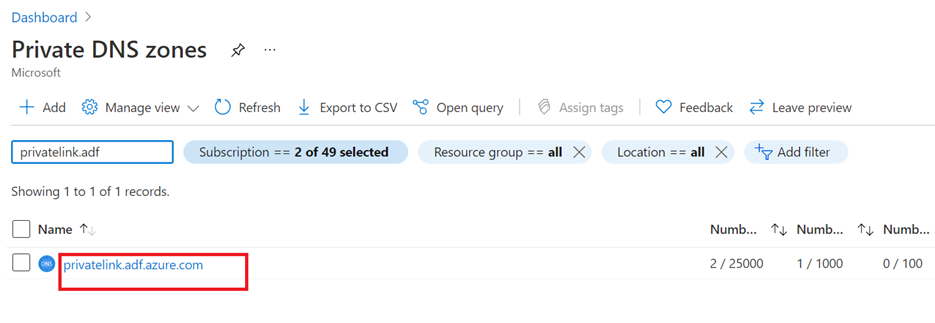 Dashboard >
Private DNS zones ...
Microsoft
+ Add Manage view Refresh Export to CSV Open query Assign tags Feedback Leave preview
privatelink.adf Subscription == 2 of 49 selected Resource group == all Location == all Add filter
Showing 1 to 1 of 1 records.
Name ↑↓ Numb... ↑↓ Numb... ↑↓ Numb...
DNS privatelink.adf.azure.com 2 / 25000 1 / 1000 0 / 100